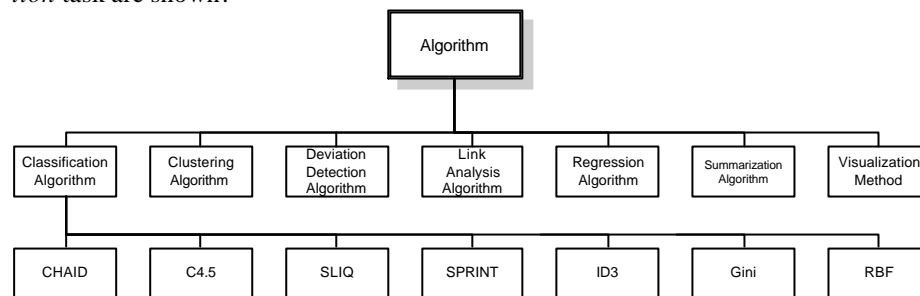 tion task are shown.
Algorithm
Classification
Algorithm
Clustering
Algorithm
Deviation
Detection
Algorithm
Link
Analysis
Algorithm
Regression
Algorithm
Summarization
Algorithm
Visualization
Method
CHAID
C4.5
SLIQ
SPRINT
ID3
Gini
RBF